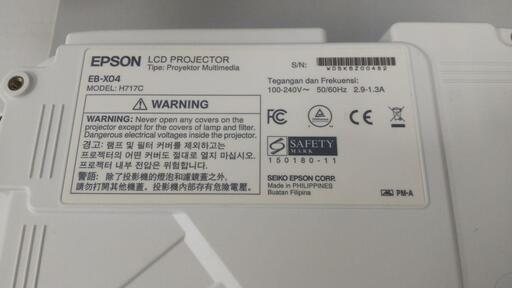 EPSON LCD PROJECTOR
Tipe: Proyektor Multimedia
EB-X04
MODEL: H717C
S/N:
Tegangan dan Frekuensi:
100-240V～ 50/60Hz 2.9-1.3A
WARNING
WARNING: Never open any covers on the
projector except for the covers of lamp and filter.
Dangerous electrical voltages inside the projector.
경고: 램프 및 필터 커버를 제외하고는
프로젝터의 어떤 커버도 절대로 열지 마십시오.
프로젝터 내부 전압은 위험합니다.
警語: 除了投影機的燈泡和濾鏡蓋之外,
請勿打開其他機蓋。投影機內部存有危險電壓。
CE
SAFETY
MARK
150180-11
SEIKO EPSON CORP.
Made in PHILIPPINES
Buatan Filipina
PM-A